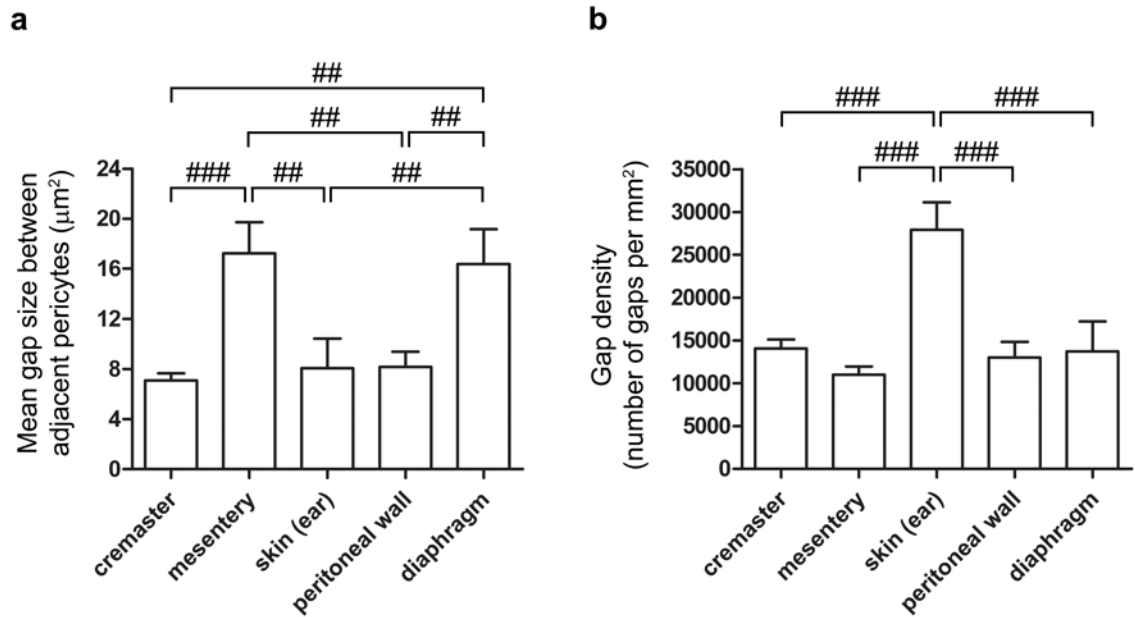 a
##
##
##
###
##
##
Mean gap size between
adjacent pericytes (μm²)
24
20
16
12
8
4
0
cremaster
mesentery
skin (ear)
peritoneal wall
diaphragm
b
###
###
###
###
Gap density
(number of gaps per mm²)
35000
30000
25000
20000
15000
10000
5000
0
cremaster
mesentery
skin (ear)
peritoneal wall
diaphragm